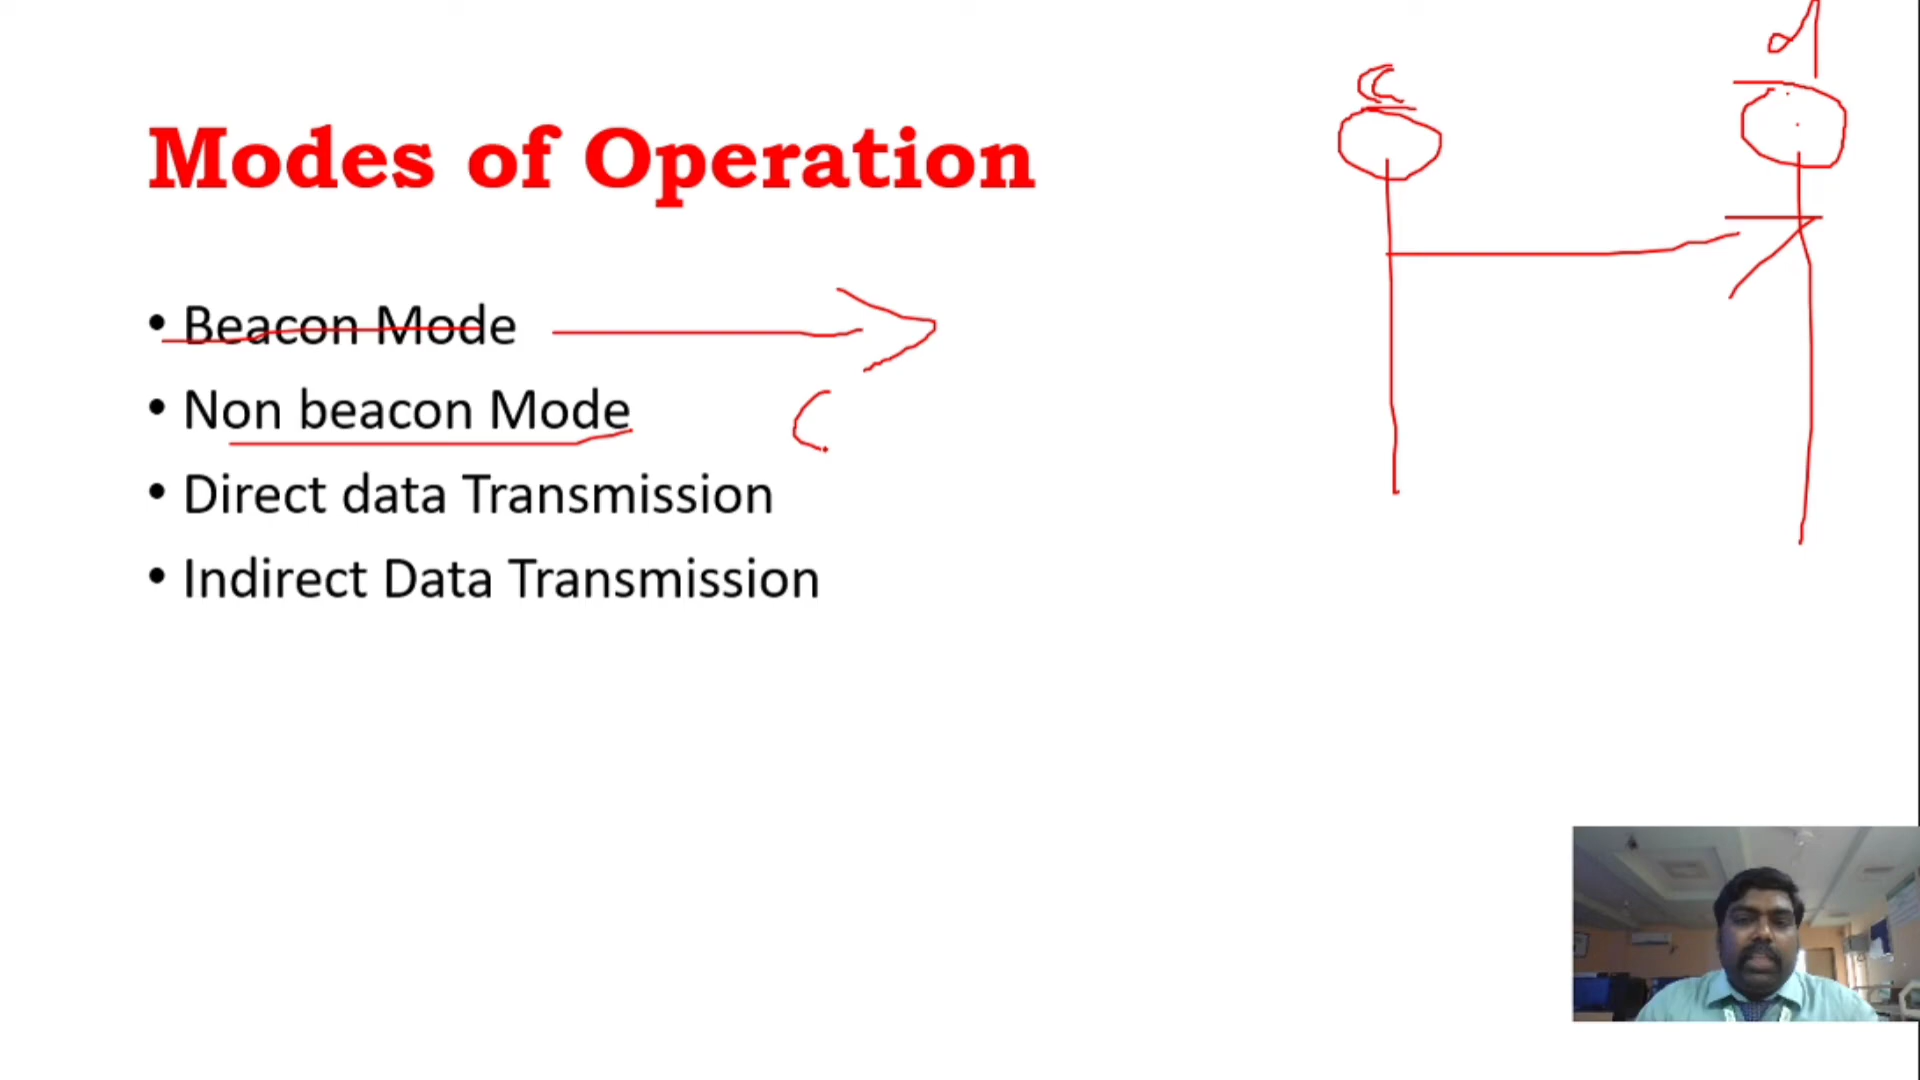 Modes of Operation
C
d
• Beacon Mode
• Non beacon Mode
C
• Direct data Transmission
• Indirect Data Transmission